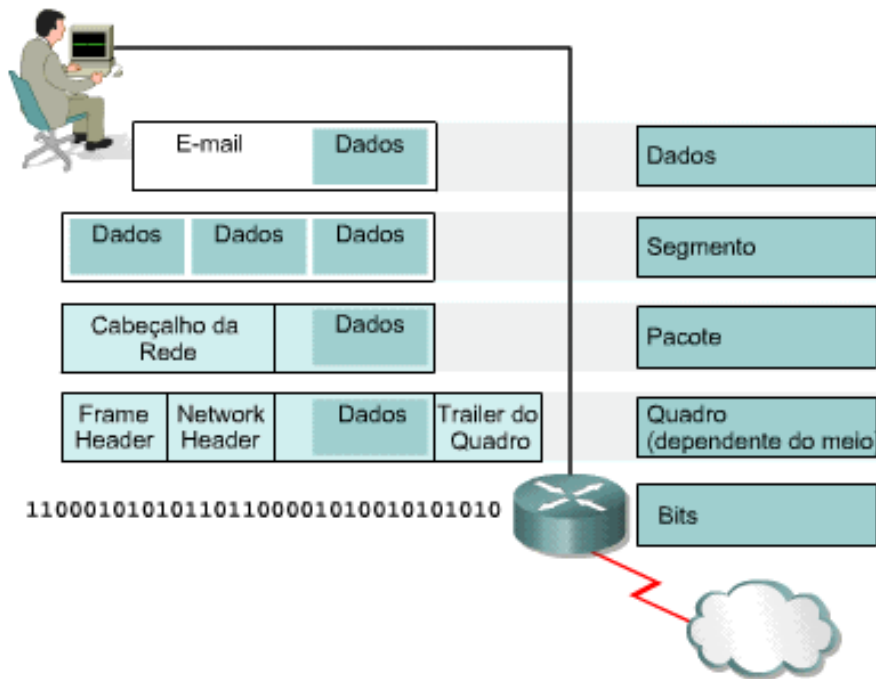 E-mail
Dados
Dados
Dados
Dados
Dados
Segmento
Cabeçalho da
Rede
Dados
Pacote
Frame
Header
Network
Header
Dados
Trailer do
Quadro
Quadro
(dependente do meio)
110001010101101100001010010101010
Bits